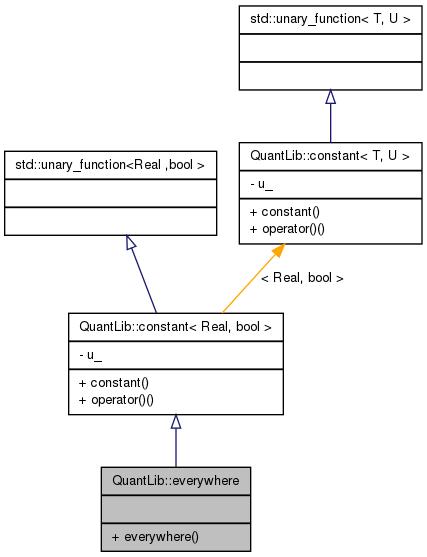 std::unary_function< T, U >
QuantLib::constant< T, U >
- u_
+ constant()
+ operator()()
std::unary_function<Real ,bool >
< Real, bool >
QuantLib::constant< Real, bool >
- u_
+ constant()
+ operator()()
QuantLib::everywhere
+ everywhere()